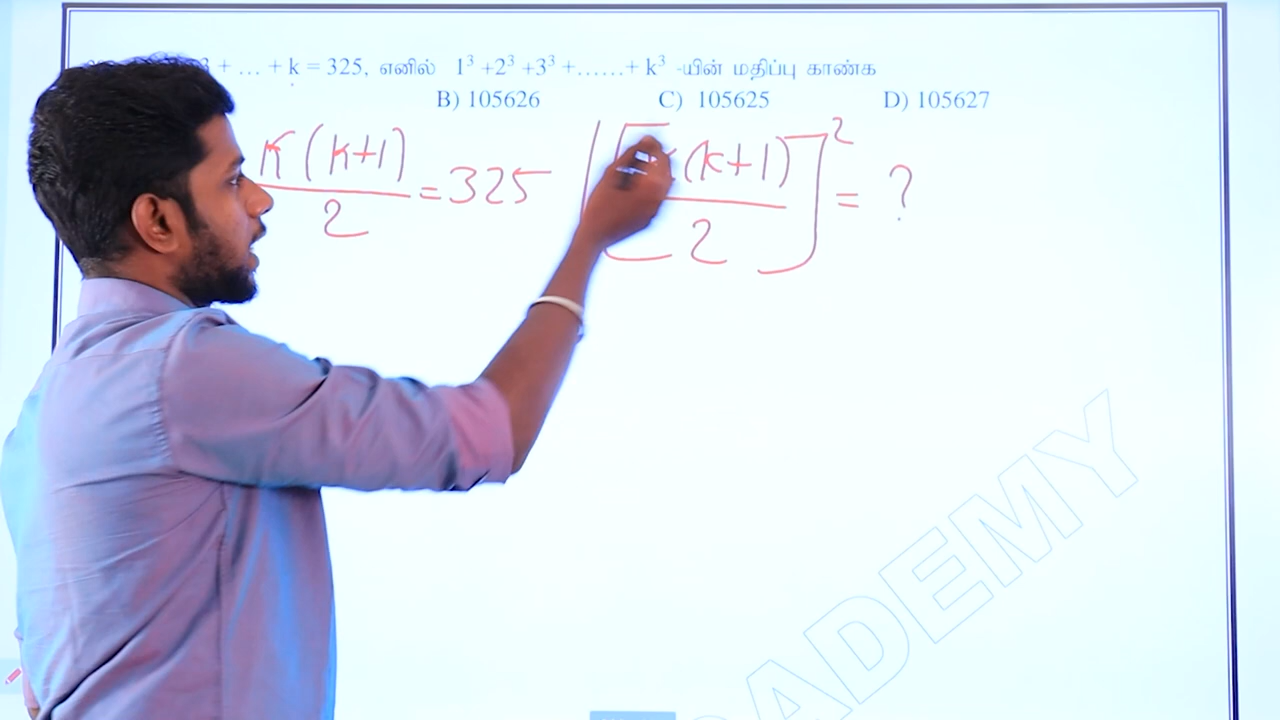 3 + ... + k = 325, எனில் 1³ +2³ +3³ +......+ k³ -யின் மதிப்பு காண்க
B) 105626 C) 105625 D) 105627
K (k+1) / 2 = 325 [ (k+1) / 2 ]² = ?
ADEMY